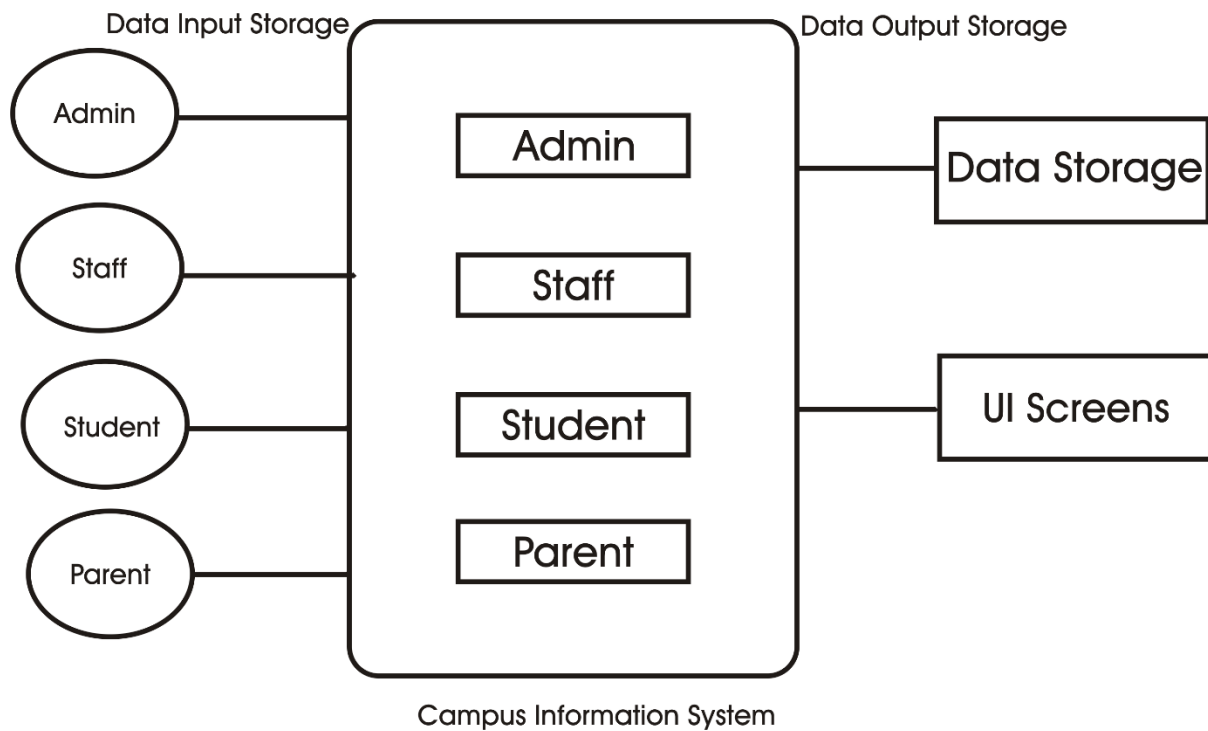 Data Input Storage
Data Output Storage
Admin
Staff
Student
Parent
Admin
Staff
Student
Parent
Data Storage
UI Screens
Campus Information System